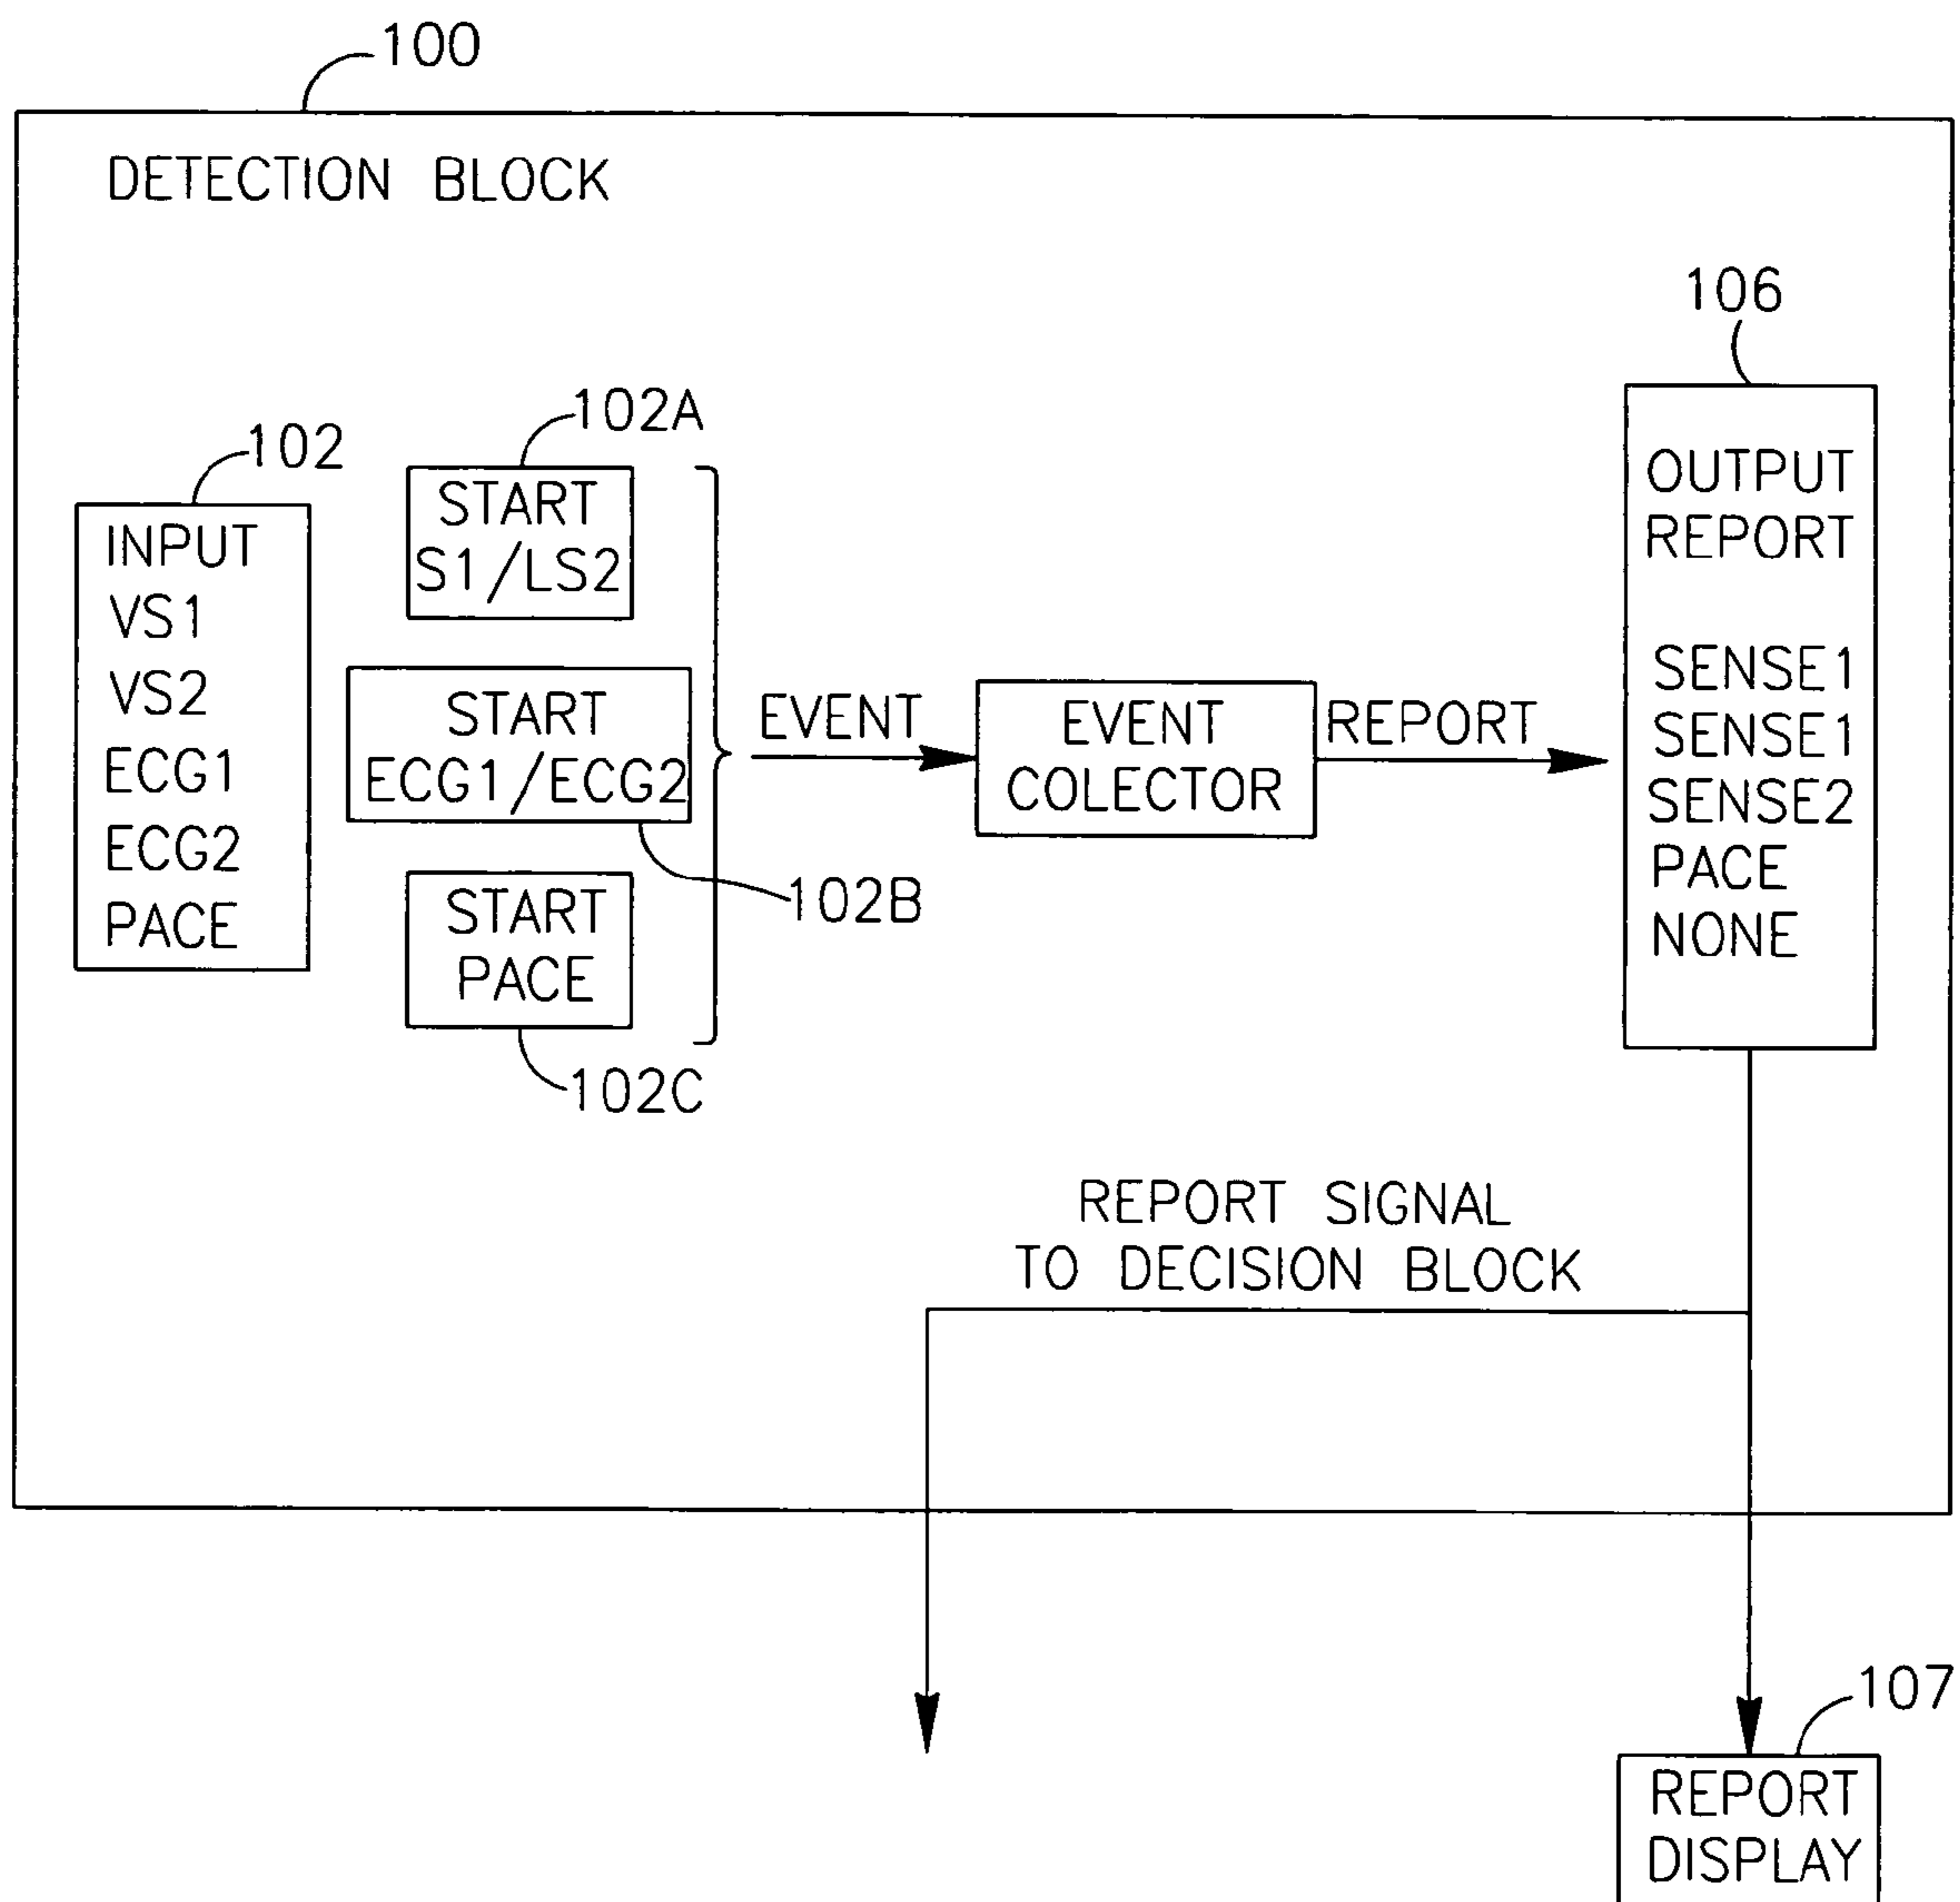 100
DETECTION BLOCK
106
102A
102
INPUT
VS1
VS2
ECG1
ECG2
PACE
START
S1/LS2
START
ECG1/ECG2
102B
START
PACE
102C
EVENT
EVENT
COLECTOR
REPORT
OUTPUT
REPORT
SENSE1
SENSE1
SENSE2
PACE
NONE
REPORT SIGNAL
TO DECISION BLOCK
107
REPORT
DISPLAY